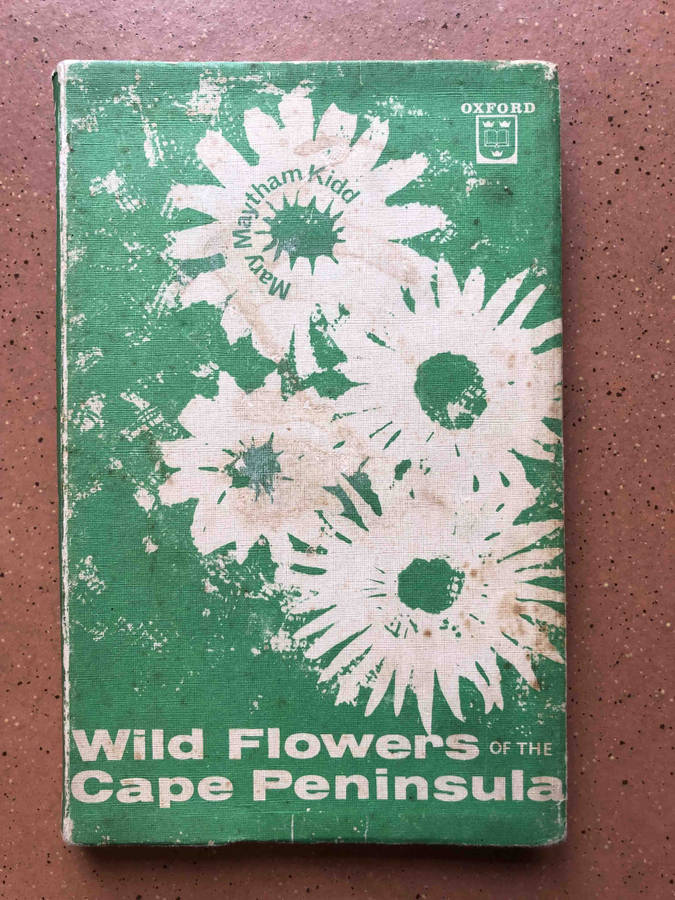 OXFORD
Mary Maytham Kidd
Wild Flowers OF THE
Cape Peninsula